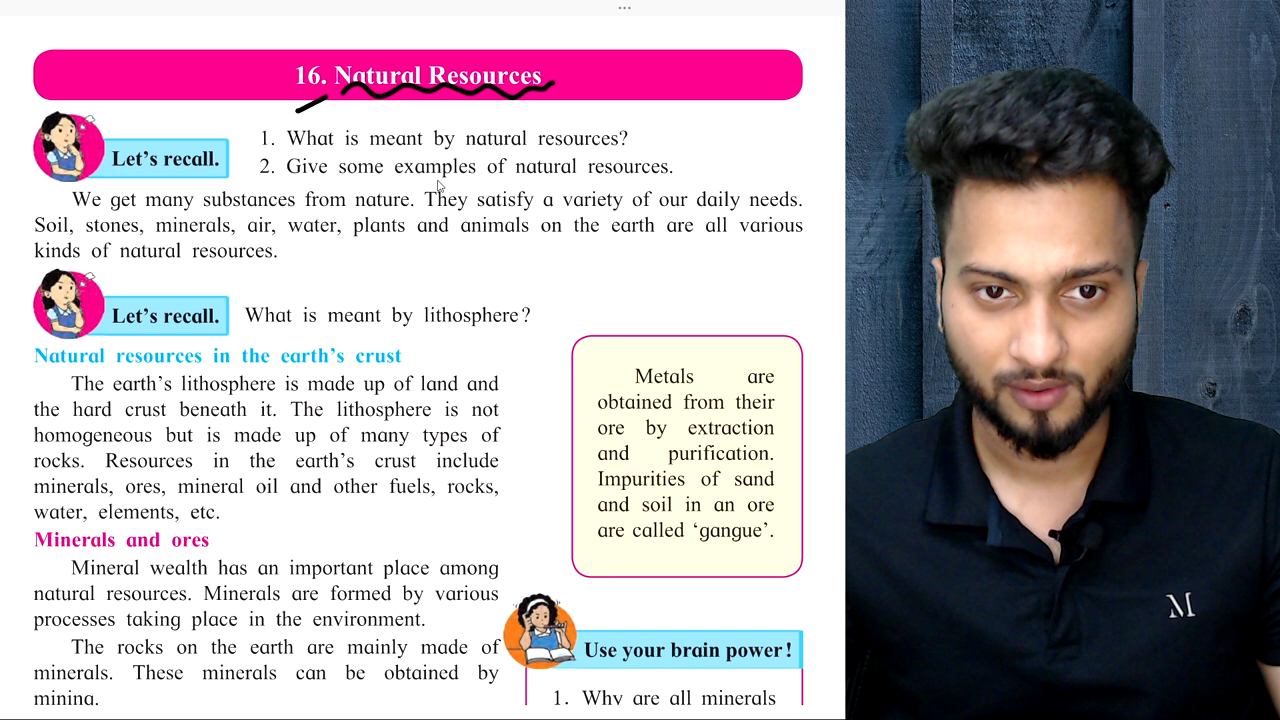 16. Natural Resources
Let's recall.
1. What is meant by natural resources?
2. Give some examples of natural resources.
We get many substances from nature. They satisfy a variety of our daily needs.
Soil, stones, minerals, air, water, plants and animals on the earth are all various
kinds of natural resources.
Let's recall.
What is meant by lithosphere?
Natural resources in the earth's crust
The earth's lithosphere is made up of land and
the hard crust beneath it. The lithosphere is not
homogeneous but is made up of many types of
rocks. Resources in the earth's crust include
minerals, ores, mineral oil and other fuels, rocks,
water, elements, etc.
Minerals and ores
Mineral wealth has an important place among
natural resources. Minerals are formed by various
processes taking place in the environment.
The rocks on the earth are mainly made of
minerals. These minerals can be obtained by
mining.
Metals are
obtained from their
ore by extraction
and purification.
Impurities of sand
and soil in an ore
are called ‘gangue’.
Use your brain power!
1. Why are all minerals
M